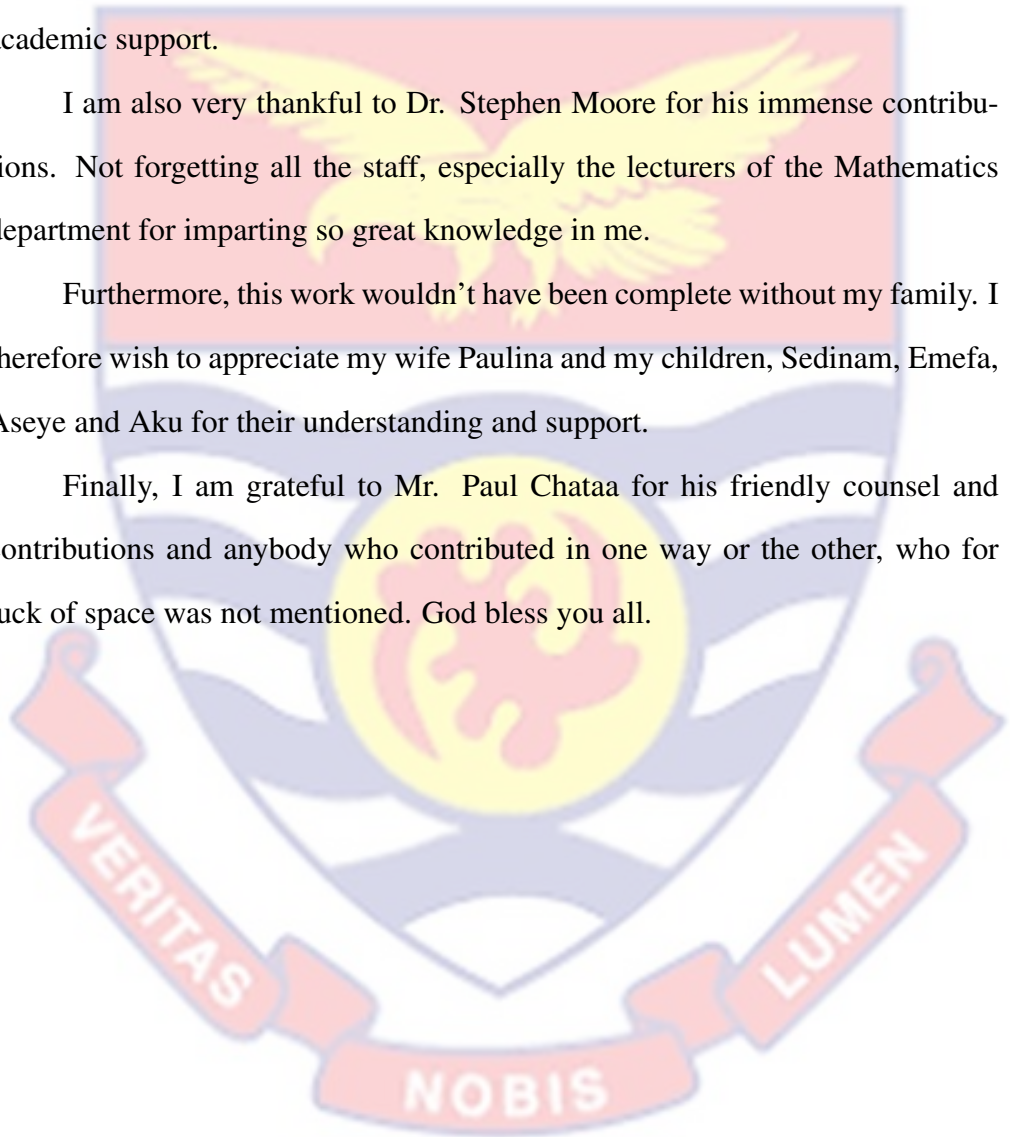 academic support.
I am also very thankful to Dr. Stephen Moore for his immense contribu-
tions. Not forgetting all the staff, especially the lecturers of the Mathematics
department for imparting so great knowledge in me.
Furthermore, this work wouldn't have been complete without my family. I
therefore wish to appreciate my wife Paulina and my children, Sedinam, Emefa,
Aseye and Aku for their understanding and support.
Finally, I am grateful to Mr. Paul Chataa for his friendly counsel and
contributions and anybody who contributed in one way or the other, who for
luck of space was not mentioned. God bless you all.
VERITAS
NOBIS
LUMEN